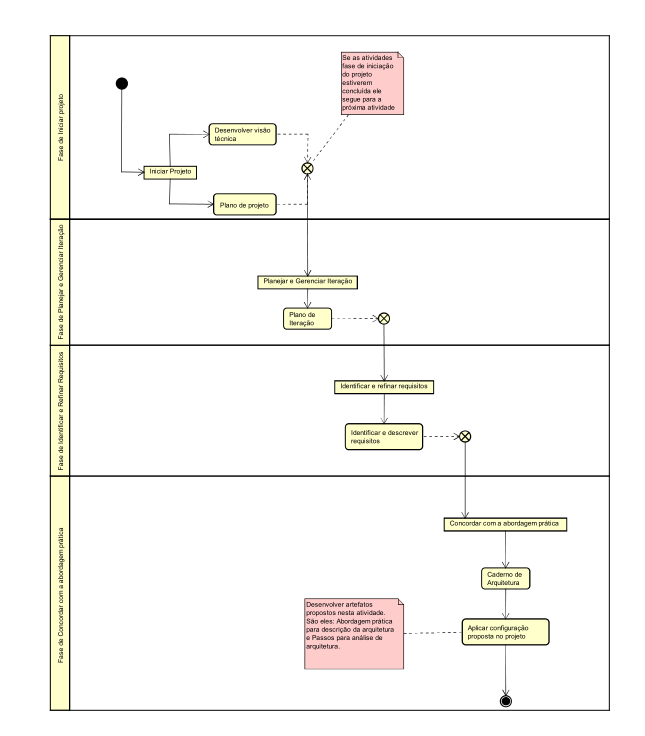 Fase de Iniciar projeto
Se as atividades
fase de iniciação
do projeto
estiverem
concluída ele
segue para a
próxima atividade
Desenvolver visão
técnica
Iniciar Projeto
Plano de projeto
Fase de Planejar e Gerenciar Iteração
Planejar e Gerenciar Iteração
Plano de
Iteração
Fase de Identificar e Refinar Requisitos
Identificar e refinar requisitos
Identificar e descrever
requisitos
Fase de Concordar com a abordagem prática
Concordar com a abordagem prática
Caderno de
Arquitetura
Desenvolver artefatos
propostos nesta atividade.
São eles: Abordagem prática
para descrição da arquitetura
e Passos para análise de
arquitetura.
Aplicar configuração
proposta no projeto